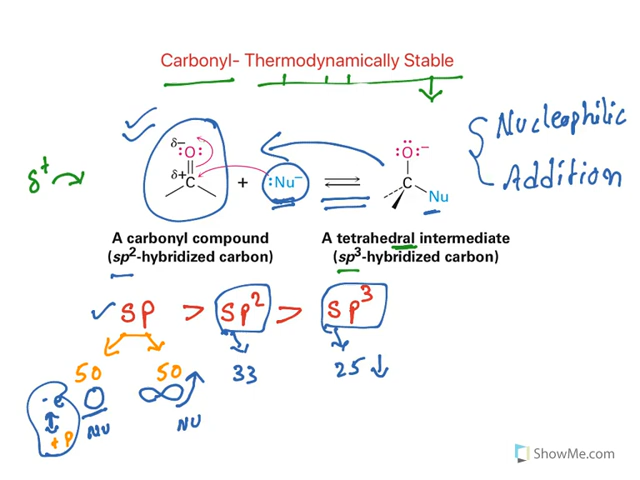 Carbonyl- Thermodynamically Stable
Nucleophilic
Addition
δ−
:O:
δ+
C
+
:Nu−
⇌
:O:−
C
Nu
δ+
A carbonyl compound
(sp2-hybridized carbon)
A tetrahedral intermediate
(sp3-hybridized carbon)
SP > SP2 > SP3
50 50 33 25
-e
+P
NU NU
ShowMe.com